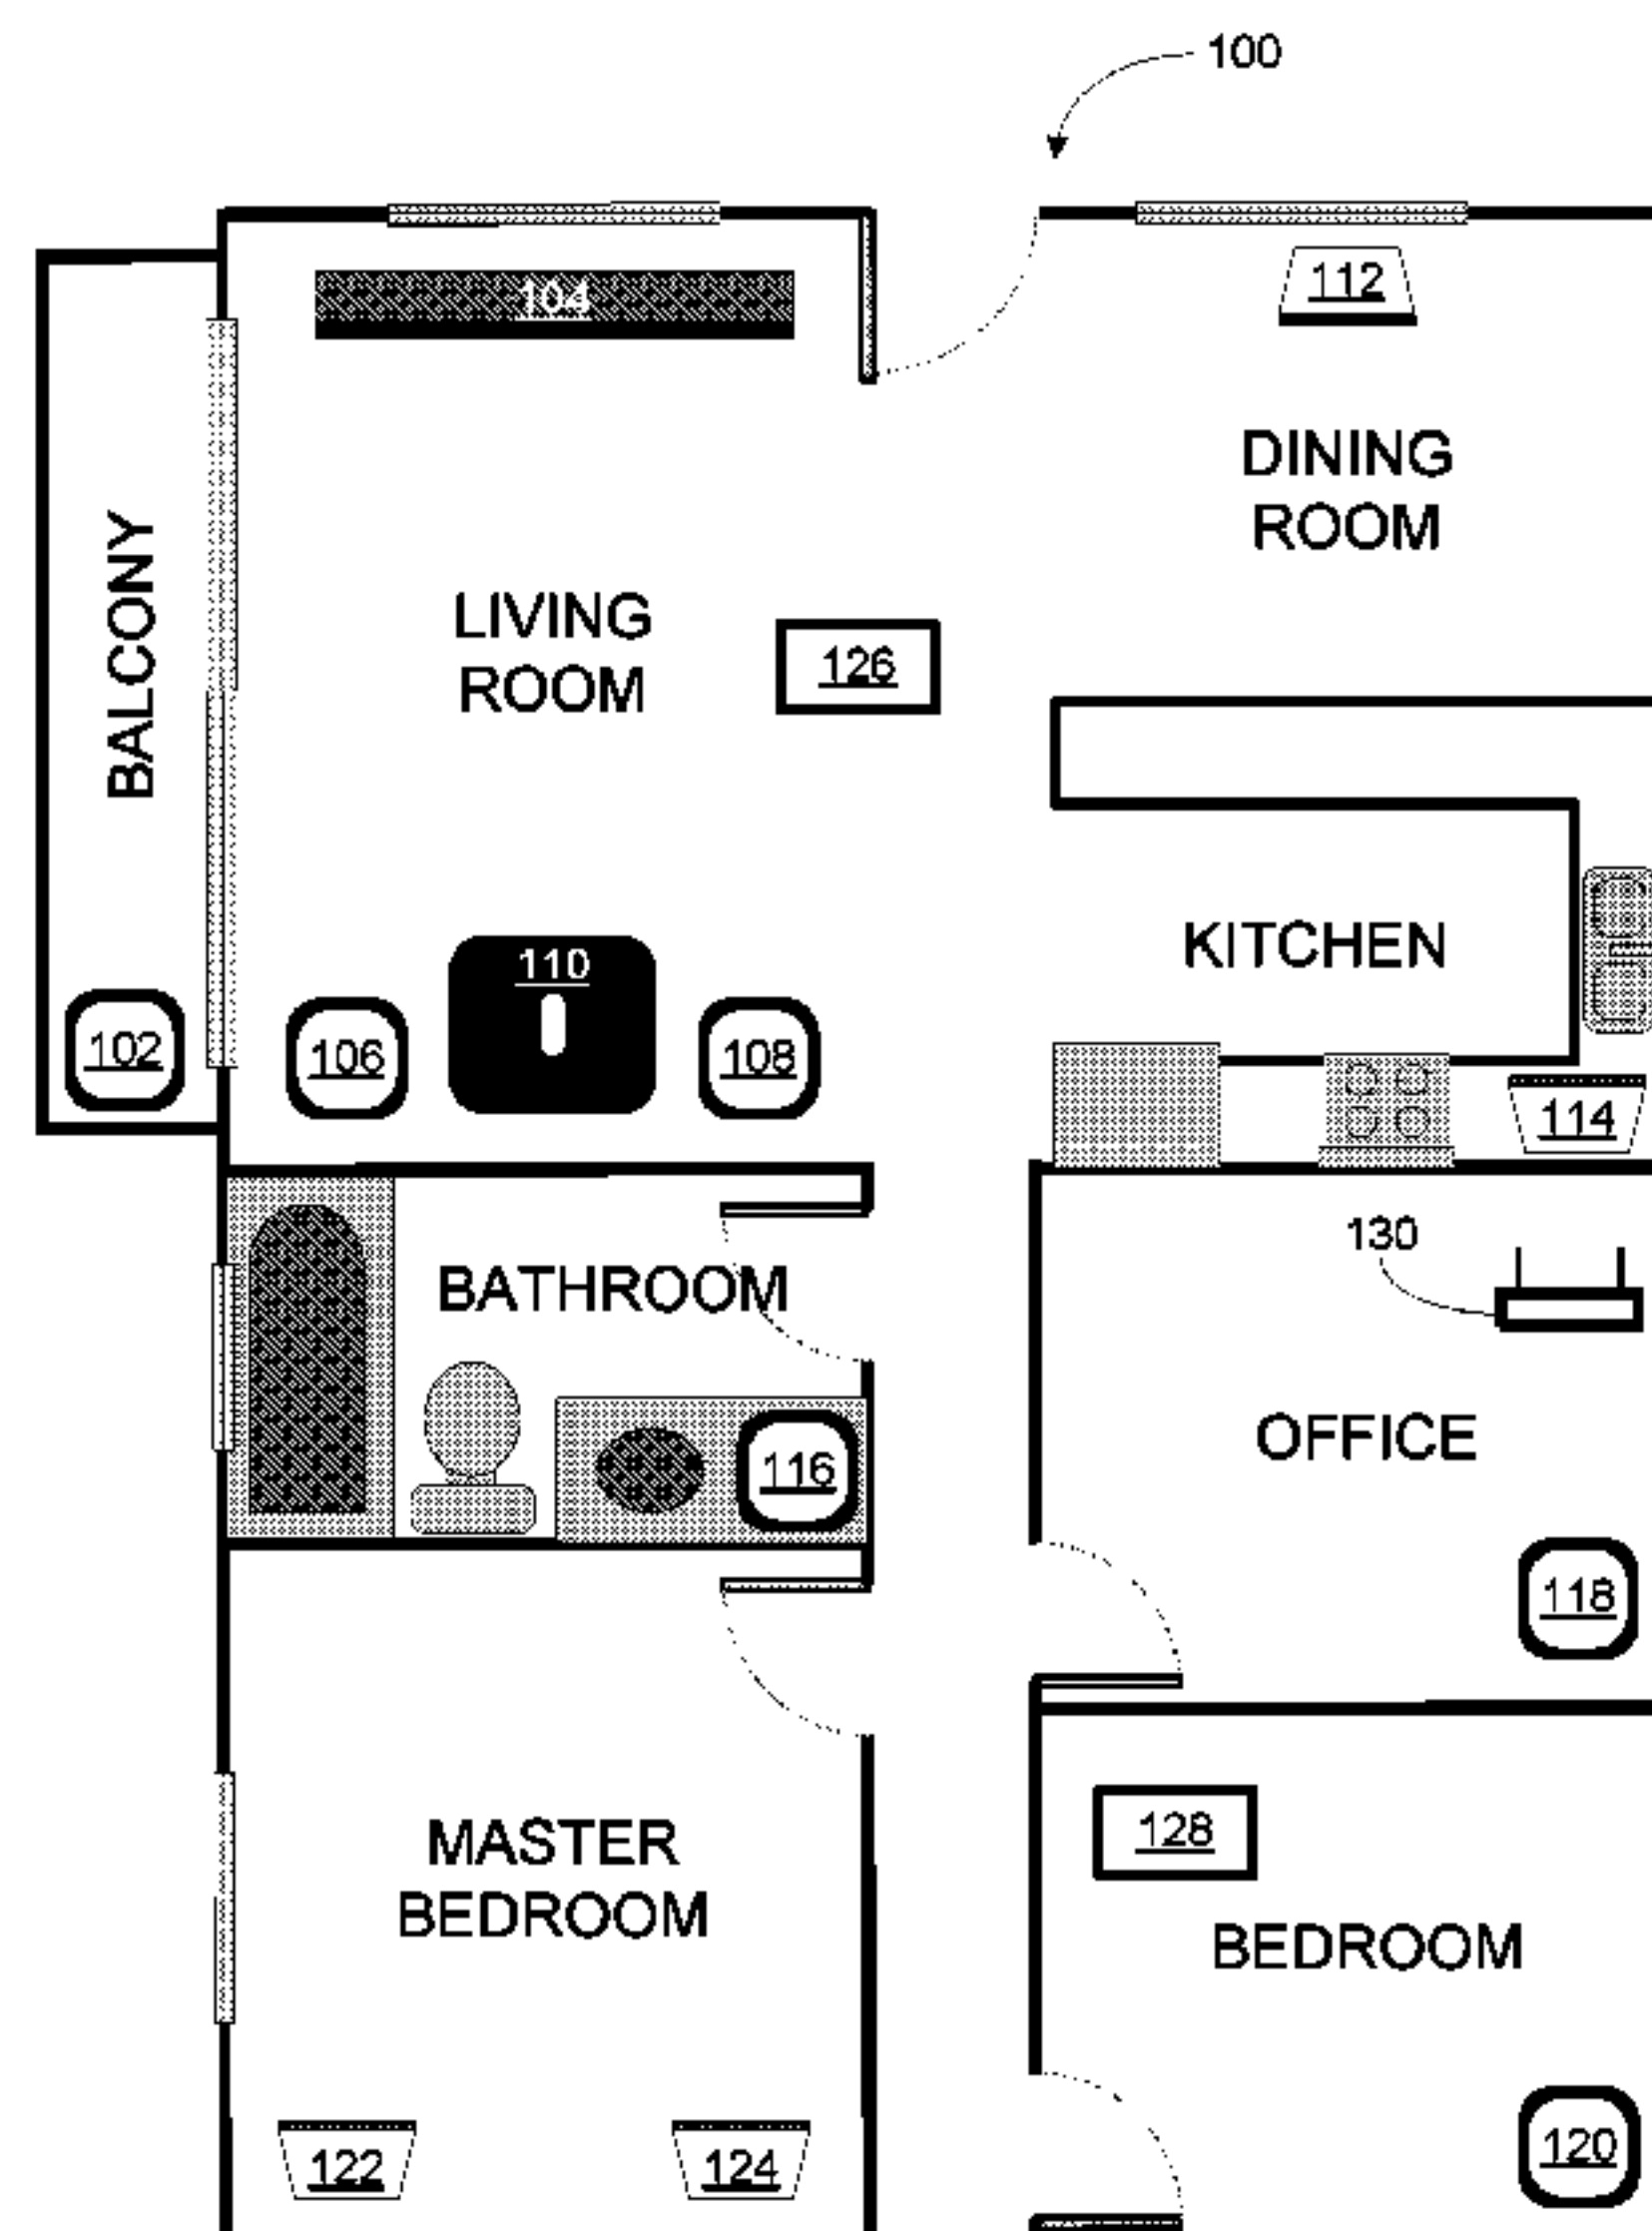 100
104
112
DINING
ROOM
BALCONY
LIVING
ROOM
126
KITCHEN
110
102
106
108
114
130
BATHROOM
OFFICE
116
118
128
MASTER
BEDROOM
BEDROOM
122
124
120